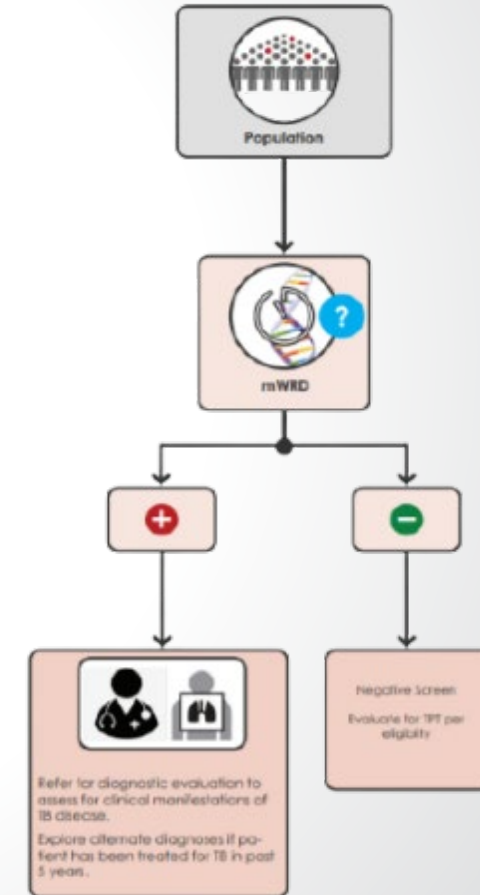 Population
?
mWRD
Refer for diagnostic evaluation to
assess for clinical manifestations of
TB disease.
Explore alternate diagnoses if pa-
tient has been treated for TB in past
5 years.
Negative Screen
Evaluate for TPT per
eligibility